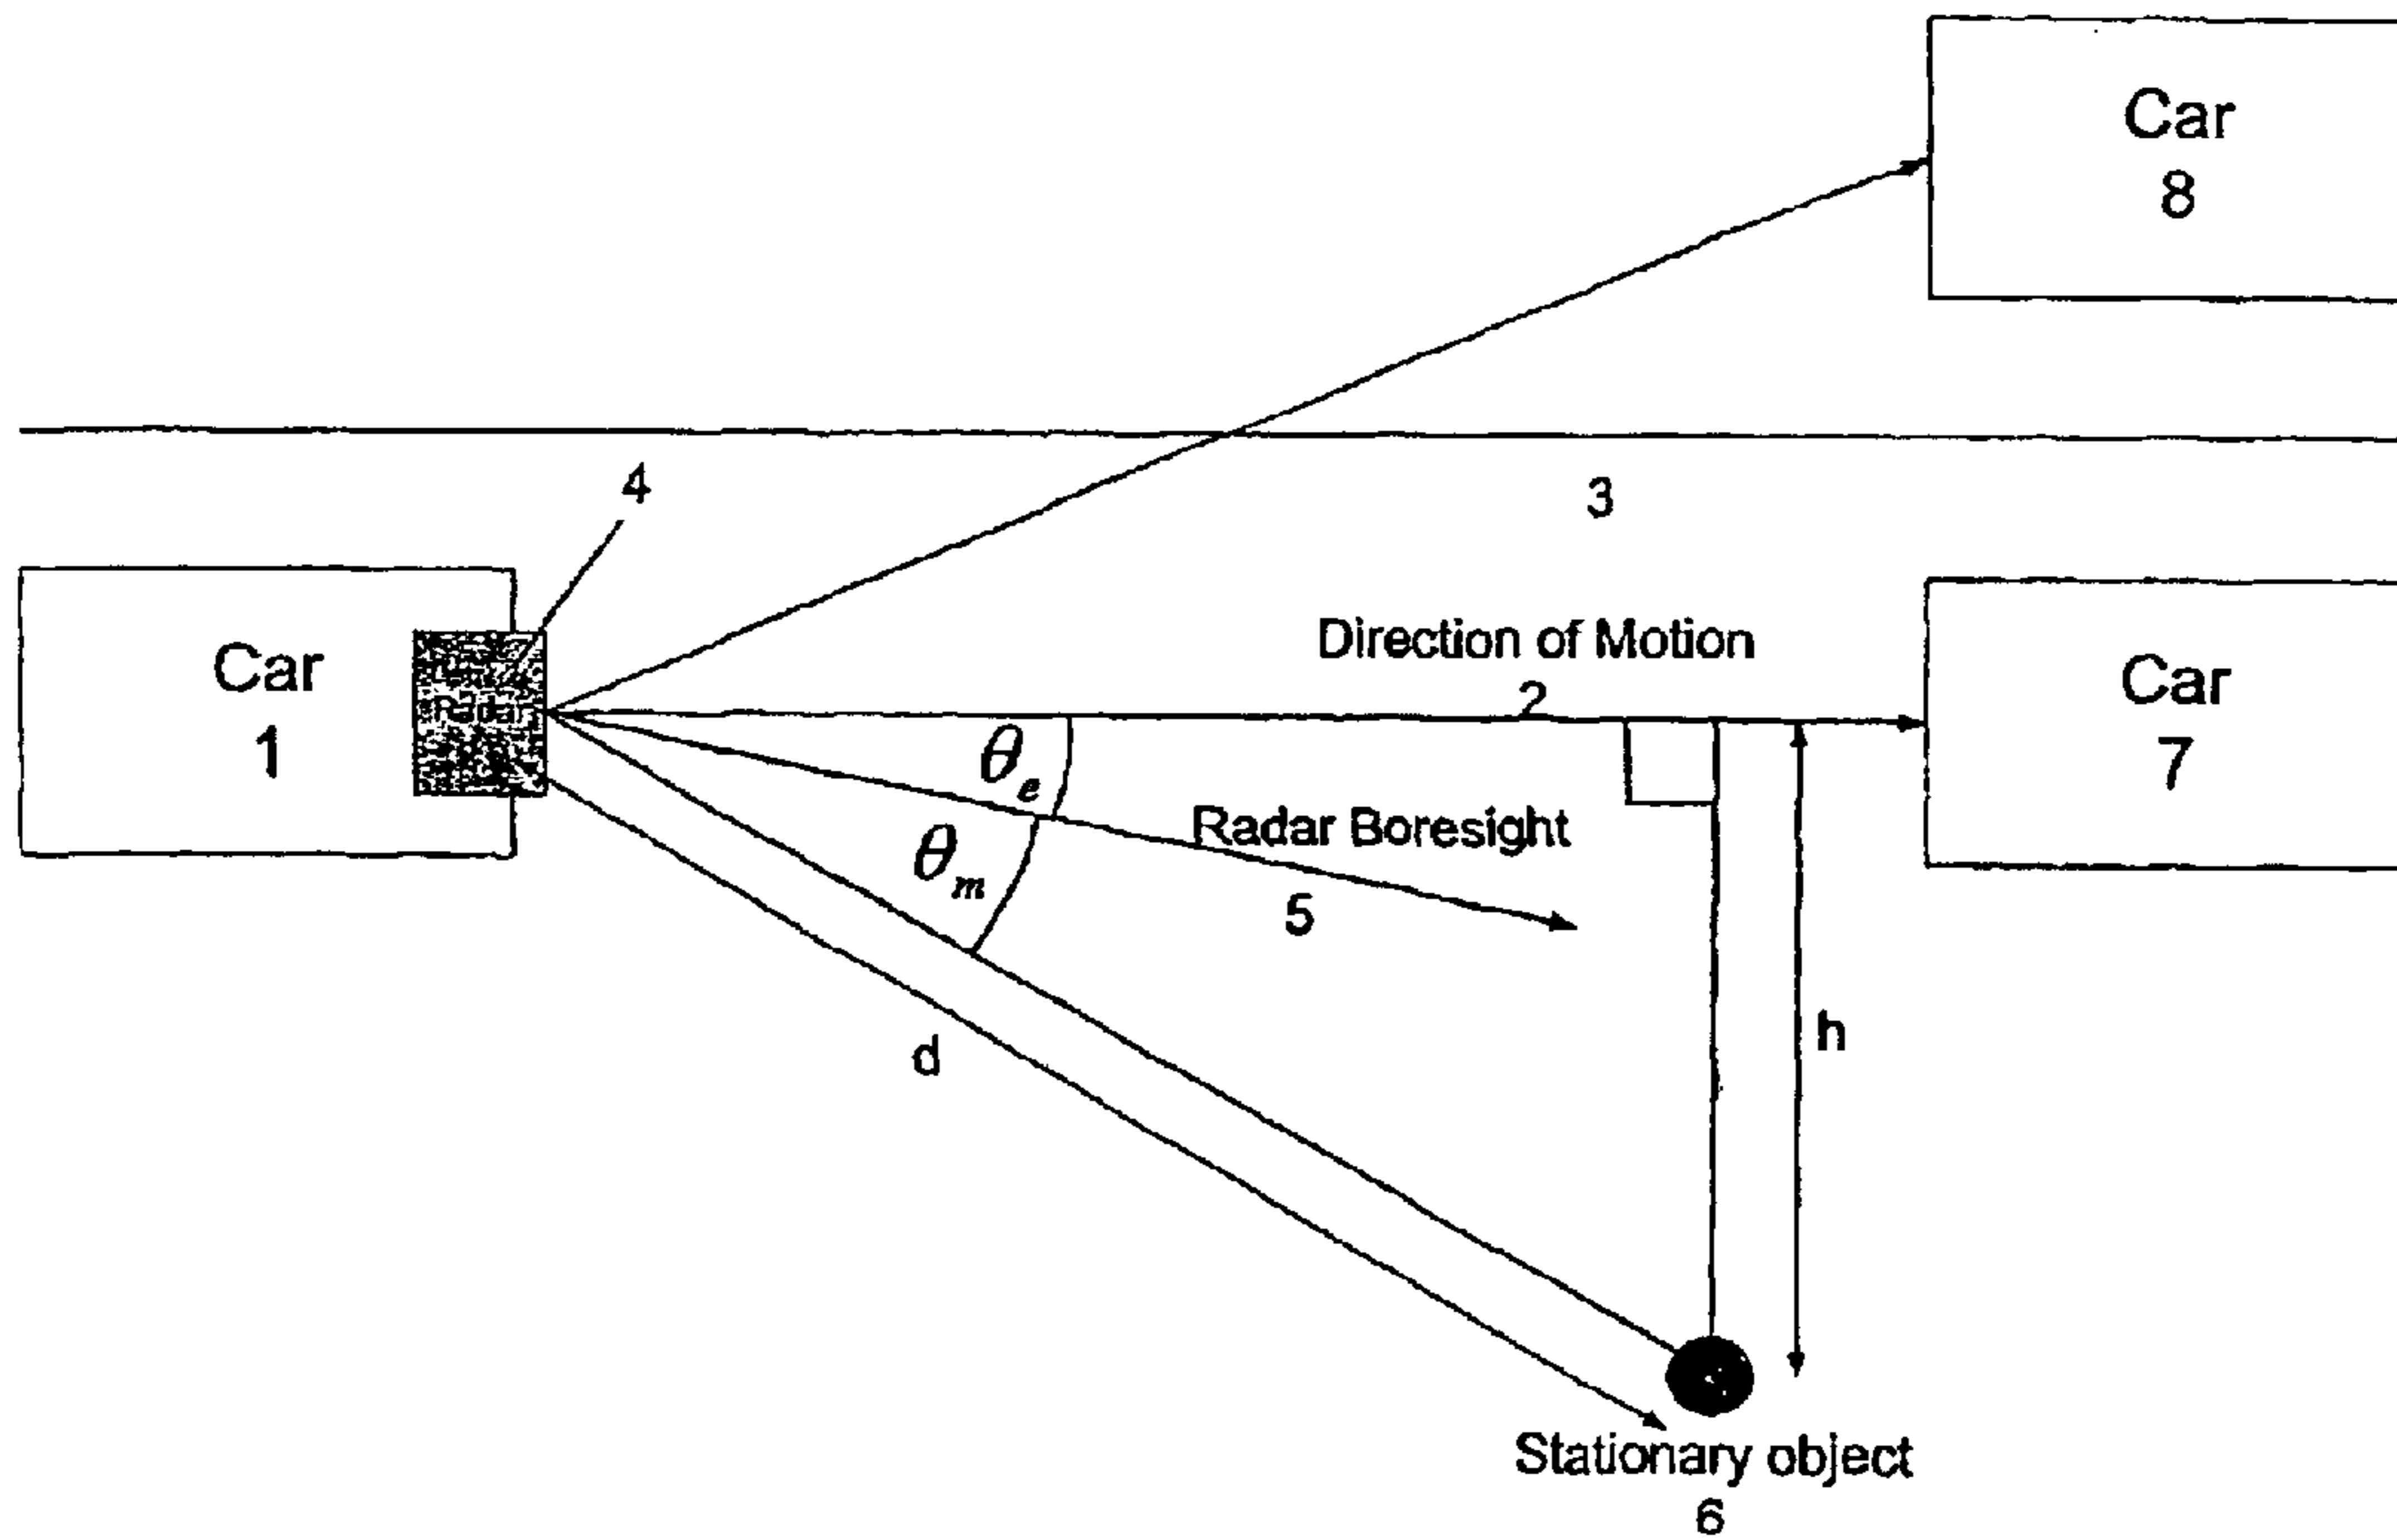 Car
8
4
3
Car
1
Radar
Direction of Motion
2
Car
7
θe
Radar Boresight
θm
5
d
h
Stationary object
6